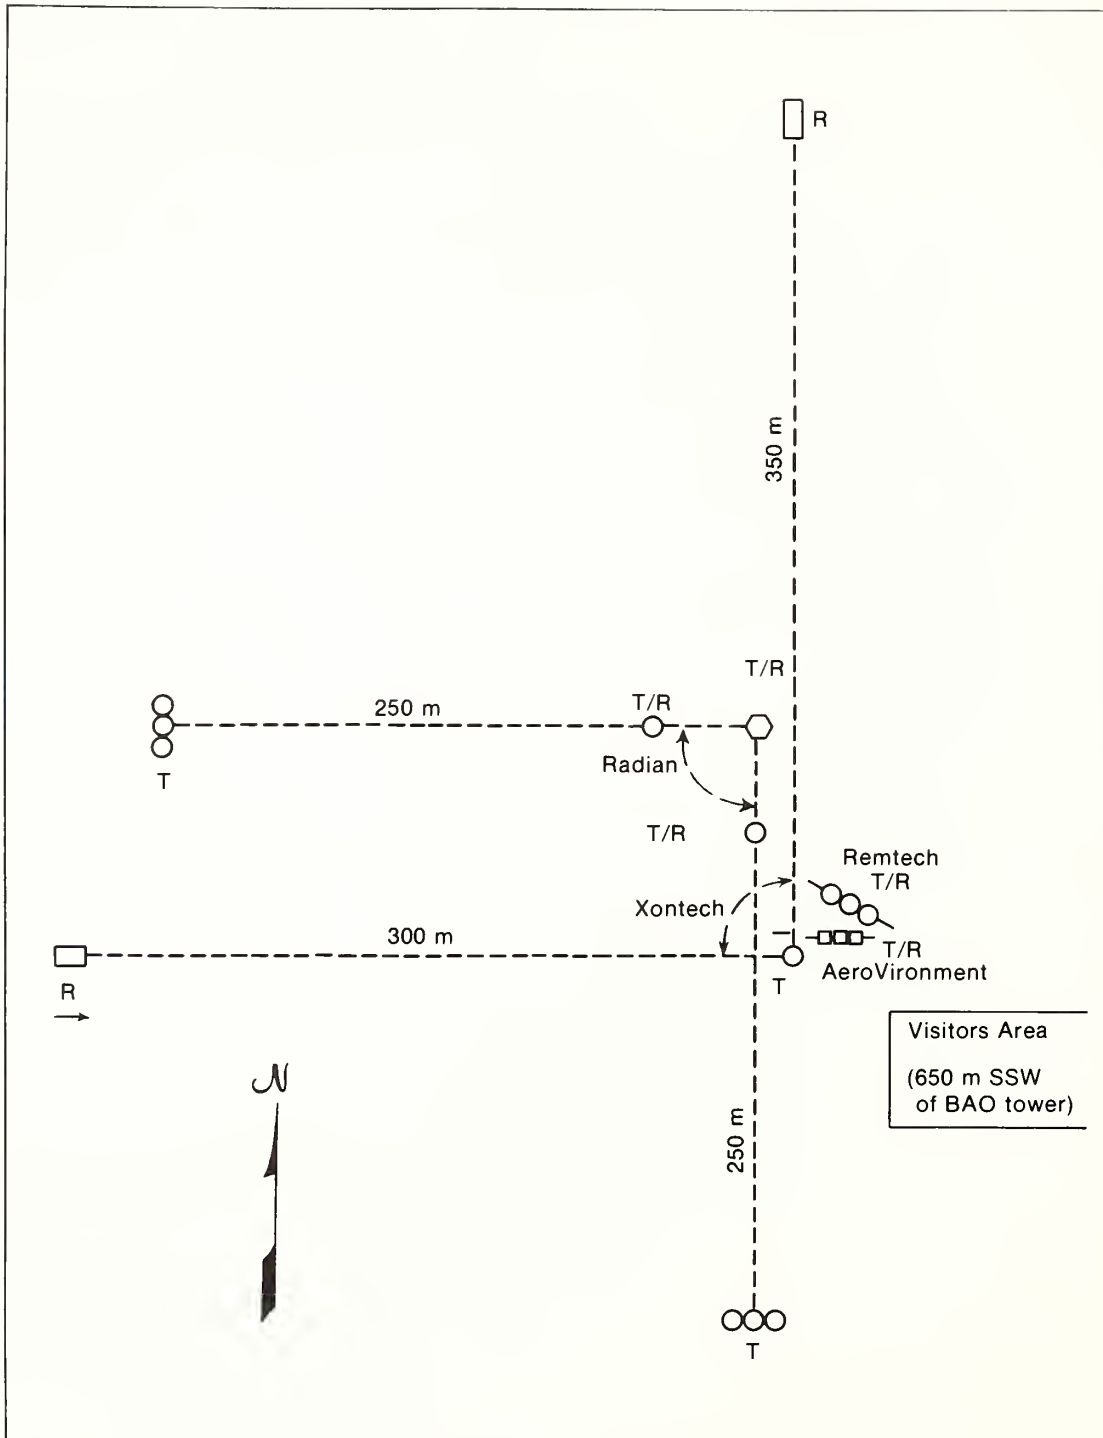 R
350 m
T/R
250 m
T/R
T
Radian
T/R
Remtech
T/R
Xontech
300 m
T/R
AeroVironment
R
T
Visitors Area
(650 m SSW
of BAO tower)
N
250 m
T